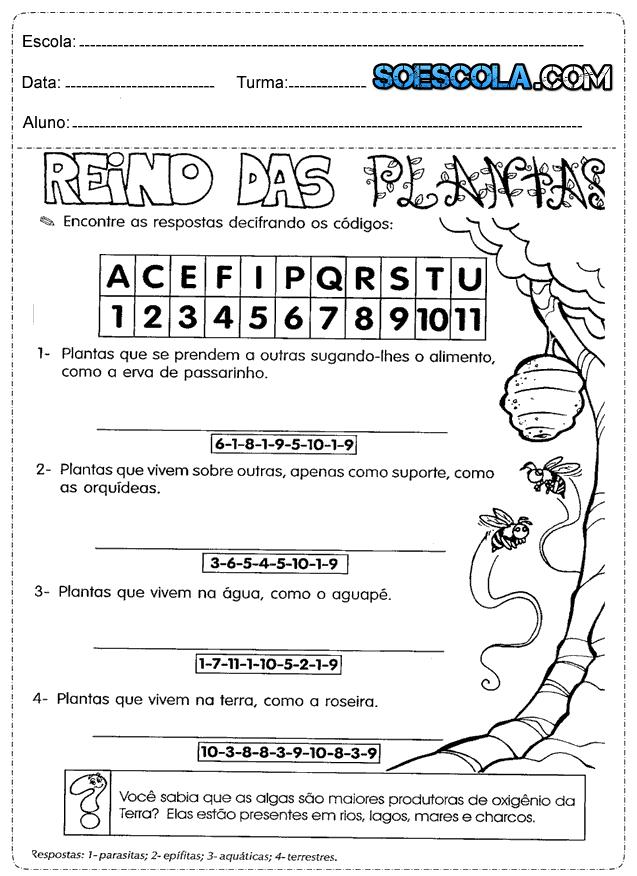 Escola:
Data: Turma: SOESCOLA.COM
Aluno:
REINO DAS PLANTAS
Encontre as respostas decifrando os códigos:
A C E F I P Q R S T U
1 2 3 4 5 6 7 8 9 10 11
1- Plantas que se prendem a outras sugando-lhes o alimento,
como a erva de passarinho.
6-1-8-1-9-5-10-1-9
2- Plantas que vivem sobre outras, apenas como suporte, como
as orquídeas.
3-6-5-4-5-10-1-9
3- Plantas que vivem na água, como o aguapé.
1-7-11-1-10-5-2-1-9
4- Plantas que vivem na terra, como a roseira.
10-3-8-8-3-9-10-8-3-9
Você sabia que as algas são maiores produtoras de oxigênio da
Terra? Elas estão presentes em rios, lagos, mares e charcos.
Respostas: 1- parasitas; 2- epífitas; 3- aquáticas; 4- terrestres.